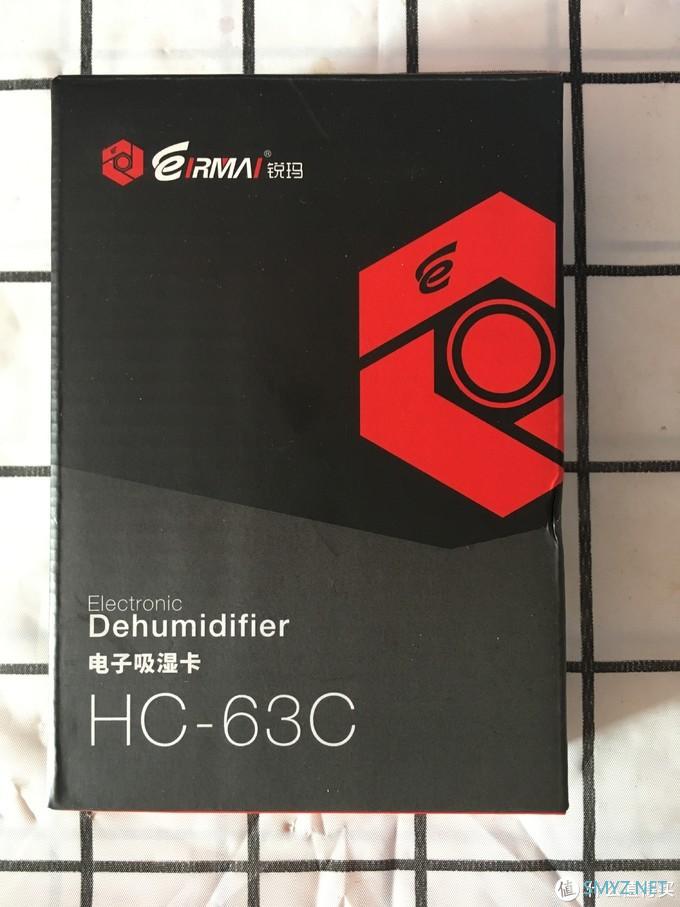 EIRMAI® 锐玛
Electronic
Dehumidifier
电子吸湿卡
HC-63C
值 SMYZ.NET